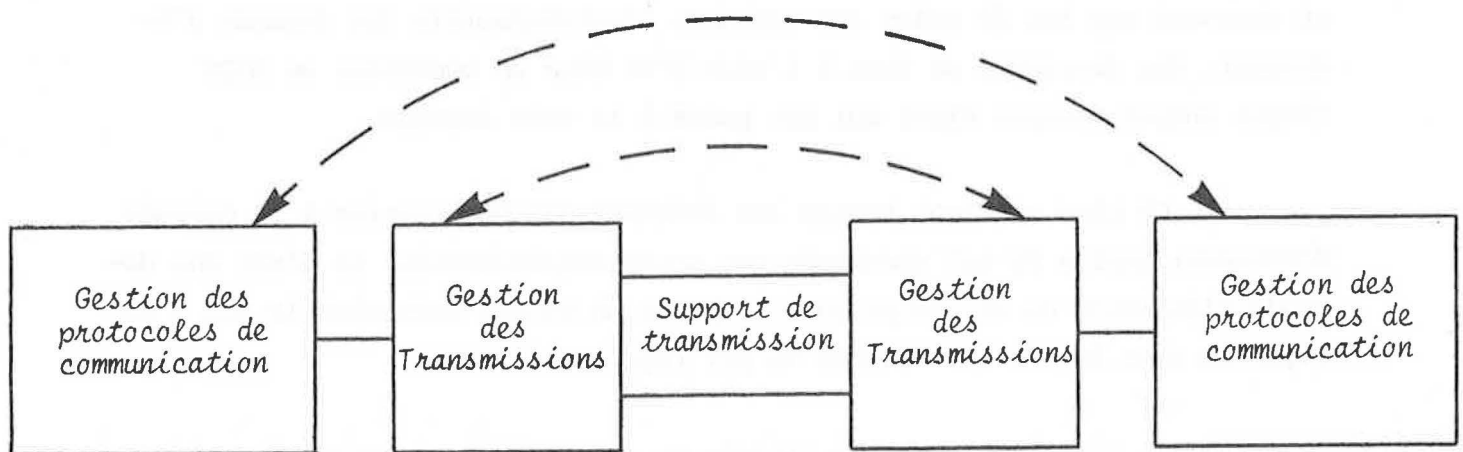 Gestion des
protocoles de
communication
Gestion
des
Transmissions
Support de
transmission
Gestion
des
Transmissions
Gestion des
protocoles de
communication